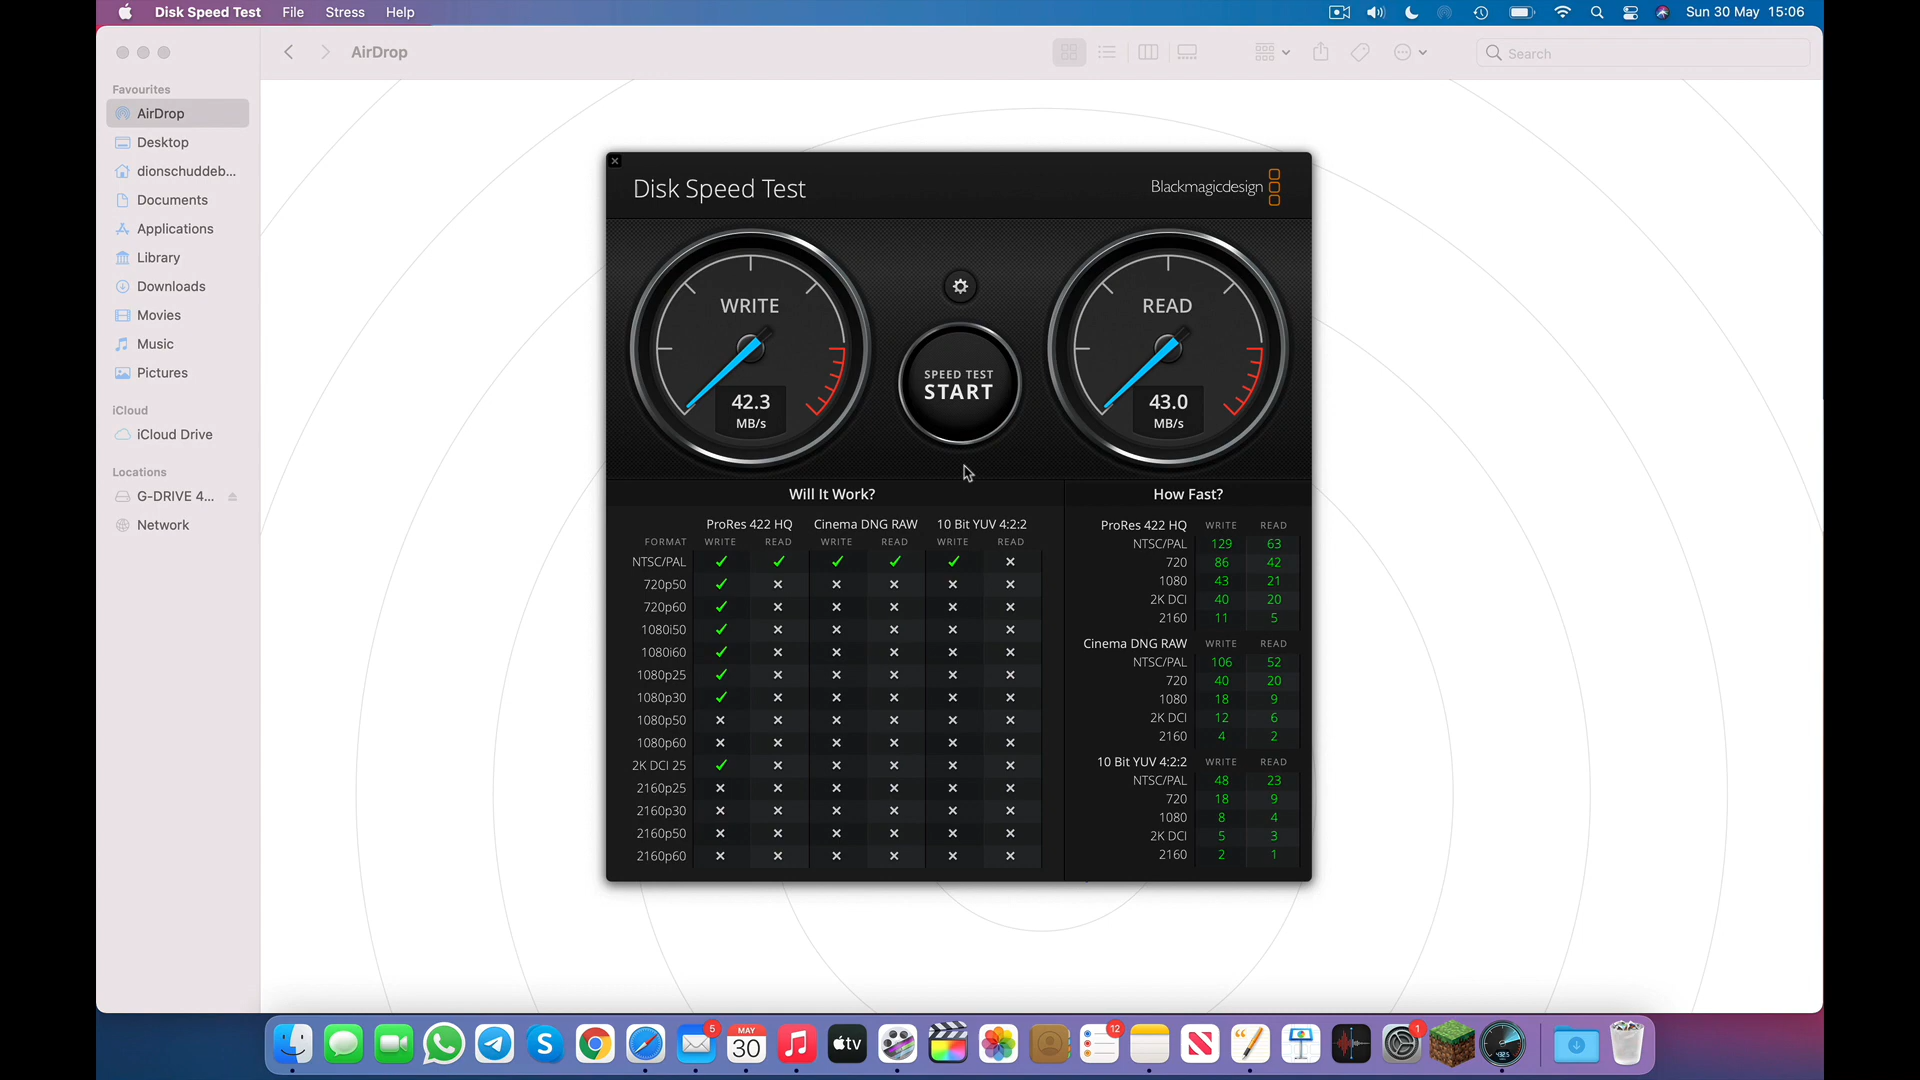 Disk Speed Test File Stress Help Sun 30 May 15:06
AirDrop Search
Favourites
AirDrop
Desktop
dionschuddeb...
Documents
Applications
Library
Downloads
Movies
Music
Pictures
iCloud
iCloud Drive
Locations
G-DRIVE 4...
Network
Disk Speed Test Blackmagicdesign
WRITE
42.3
MB/s
SPEED TEST
START
READ
43.0
MB/s
Will It Work?
ProRes 422 HQ Cinema DNG RAW 10 Bit YUV 4:2:2
FORMAT WRITE READ WRITE READ WRITE READ
NTSC/PAL ✓ ✓ ✓ ✓ ✓ ×
720p50 ✓ × × × × ×
720p60 ✓ × × × × ×
1080i50 ✓ × × × × ×
1080i60 ✓ × × × × ×
1080p25 ✓ × × × × ×
1080p30 ✓ × × × × ×
1080p50 × × × × × ×
1080p60 × × × × × ×
2K DCI 25 ✓ × × × × ×
2160p25 × × × × × ×
2160p30 × × × × × ×
2160p50 × × × × × ×
2160p60 × × × × × ×
How Fast?
ProRes 422 HQ WRITE READ
NTSC/PAL 129 63
720 86 42
1080 43 21
2K DCI 40 20
2160 11 5
Cinema DNG RAW WRITE READ
NTSC/PAL 106 52
720 40 20
1080 18 9
2K DCI 12 6
2160 4 2
10 Bit YUV 4:2:2 WRITE READ
NTSC/PAL 48 23
720 18 9
1080 8 4
2K DCI 5 3
2160 2 1
5
MAY
30
tv
12
1